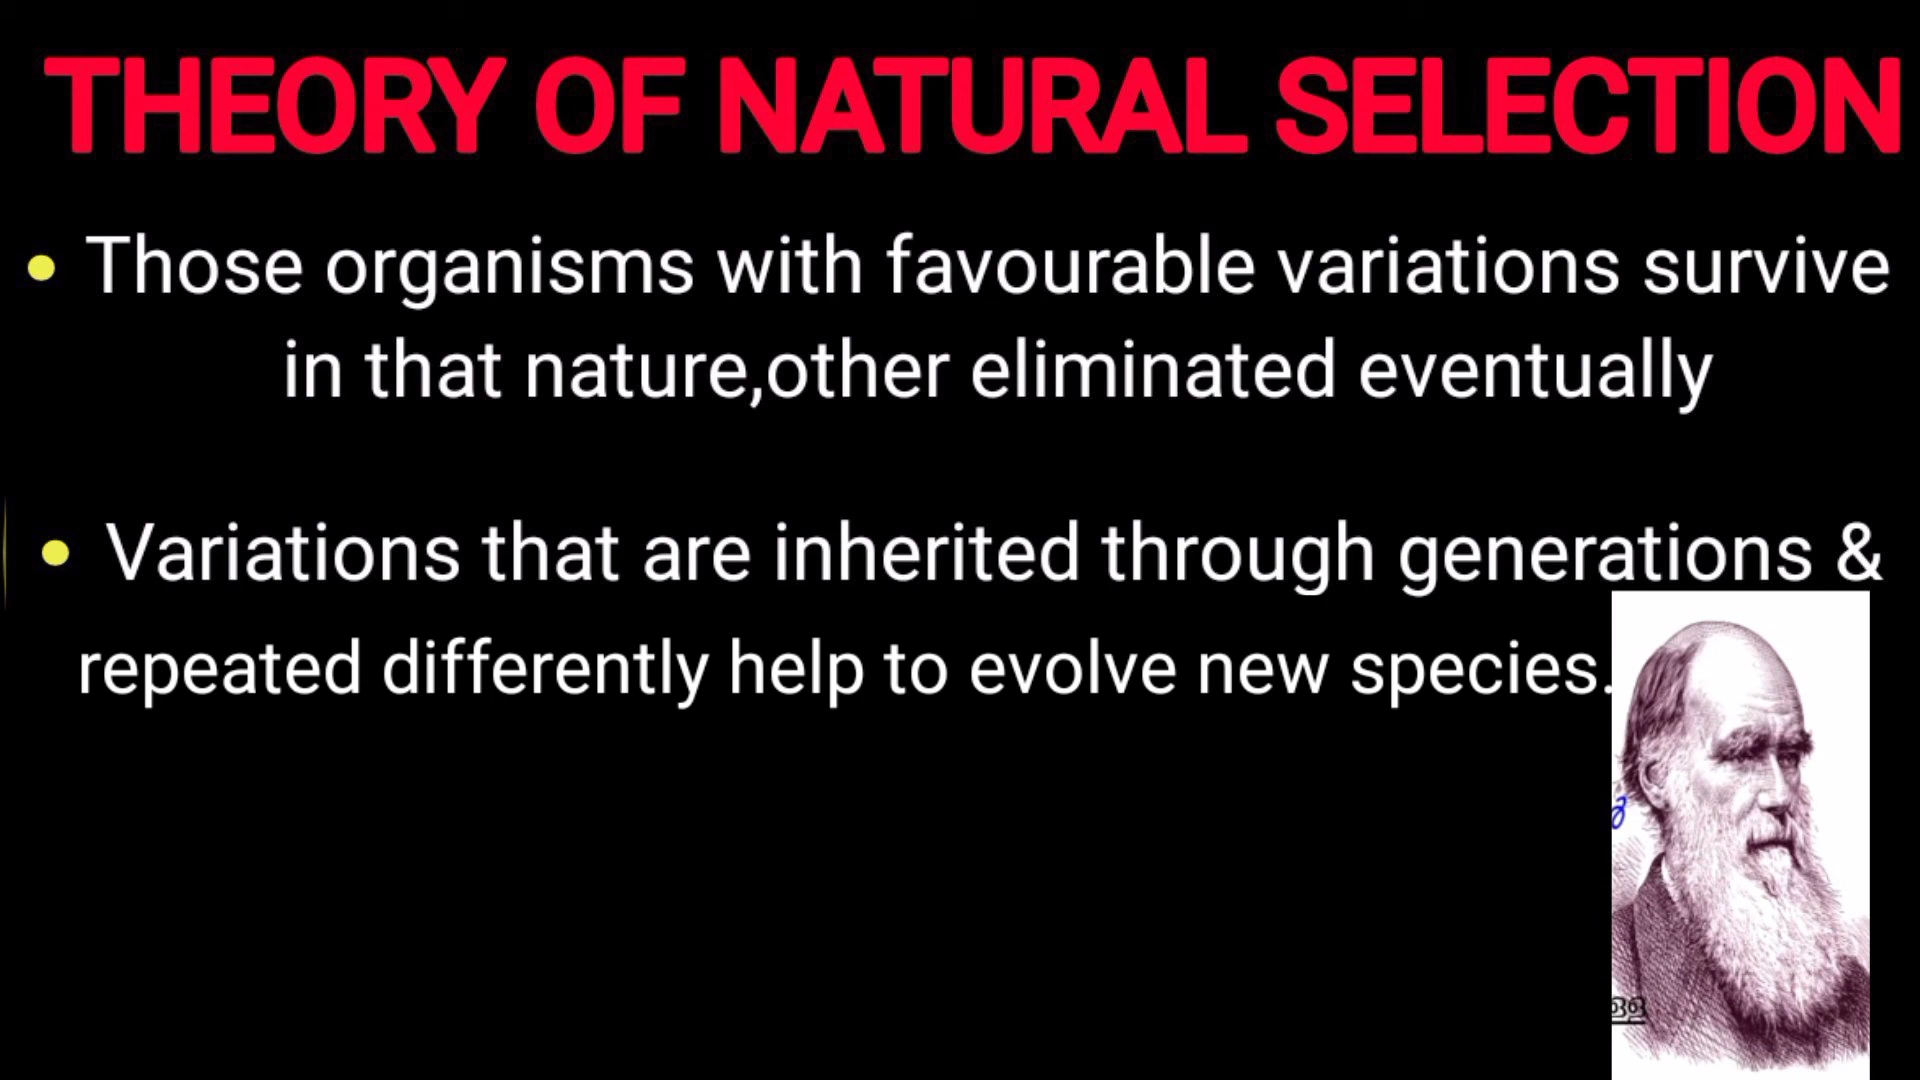 THEORY OF NATURAL SELECTION
• Those organisms with favourable variations survive
in that nature,other eliminated eventually
• Variations that are inherited through generations &
repeated differently help to evolve new species.